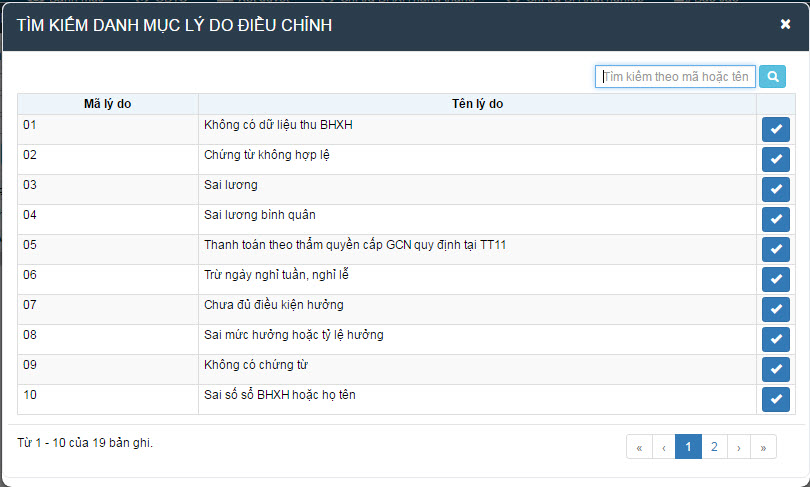 TÌM KIẾM DANH MỤC LÝ DO ĐIỀU CHỈNH
Tìm kiếm theo mã hoặc tên
Mã lý do Tên lý do
01 Không có dữ liệu thu BHXH
02 Chứng từ không hợp lệ
03 Sai lương
04 Sai lương bình quân
05 Thanh toán theo thẩm quyền cấp GCN quy định tại TT11
06 Trừ ngày nghỉ tuần, nghỉ lễ
07 Chưa đủ điều kiện hưởng
08 Sai mức hưởng hoặc tỷ lệ hưởng
09 Không có chứng từ
10 Sai số sổ BHXH hoặc họ tên
Từ 1 - 10 của 19 bản ghi. « ‹ 1 2 › »